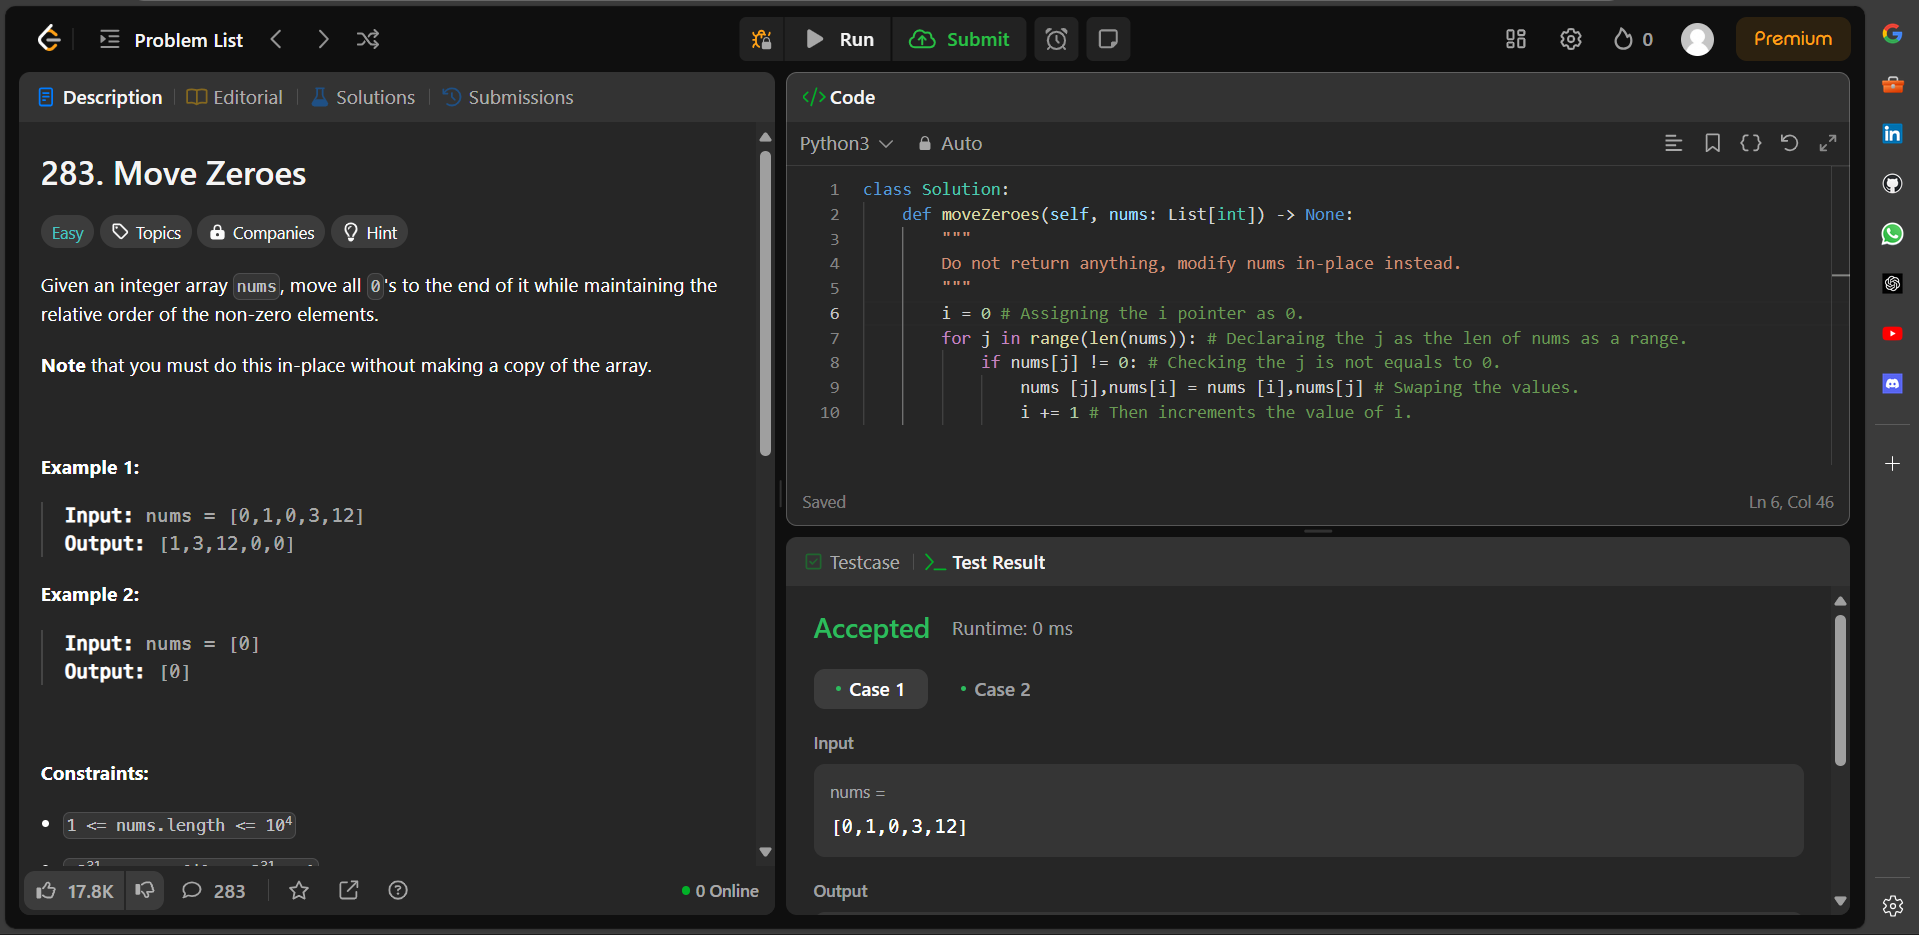 Problem List
Run
Submit
0
Premium
Description
Editorial
Solutions
Submissions
283. Move Zeroes
Easy
Topics
Companies
Hint
Given an integer array nums, move all 0's to the end of it while maintaining the
relative order of the non-zero elements.
Note that you must do this in-place without making a copy of the array.
Example 1:
Input: nums = [0,1,0,3,12]
Output: [1,3,12,0,0]
Example 2:
Input: nums = [0]
Output: [0]
Constraints:
1 <= nums.length <= 10⁴
17.8K
283
0 Online
</> Code
Python3
Auto
1 class Solution:
2 def moveZeroes(self, nums: List[int]) -> None:
3 """
4 Do not return anything, modify nums in-place instead.
5 """
6 i = 0 # Assigning the i pointer as 0.
7 for j in range(len(nums)): # Declaraing the j as the len of nums as a range.
8 if nums[j] != 0: # Checking the j is not equals to 0.
9 nums [j],nums[i] = nums [i],nums[j] # Swaping the values.
10 i += 1 # Then increments the value of i.
Saved
Ln 6, Col 46
Testcase
Test Result
Accepted
Runtime: 0 ms
Case 1
Case 2
Input
nums =
[0,1,0,3,12]
Output
in